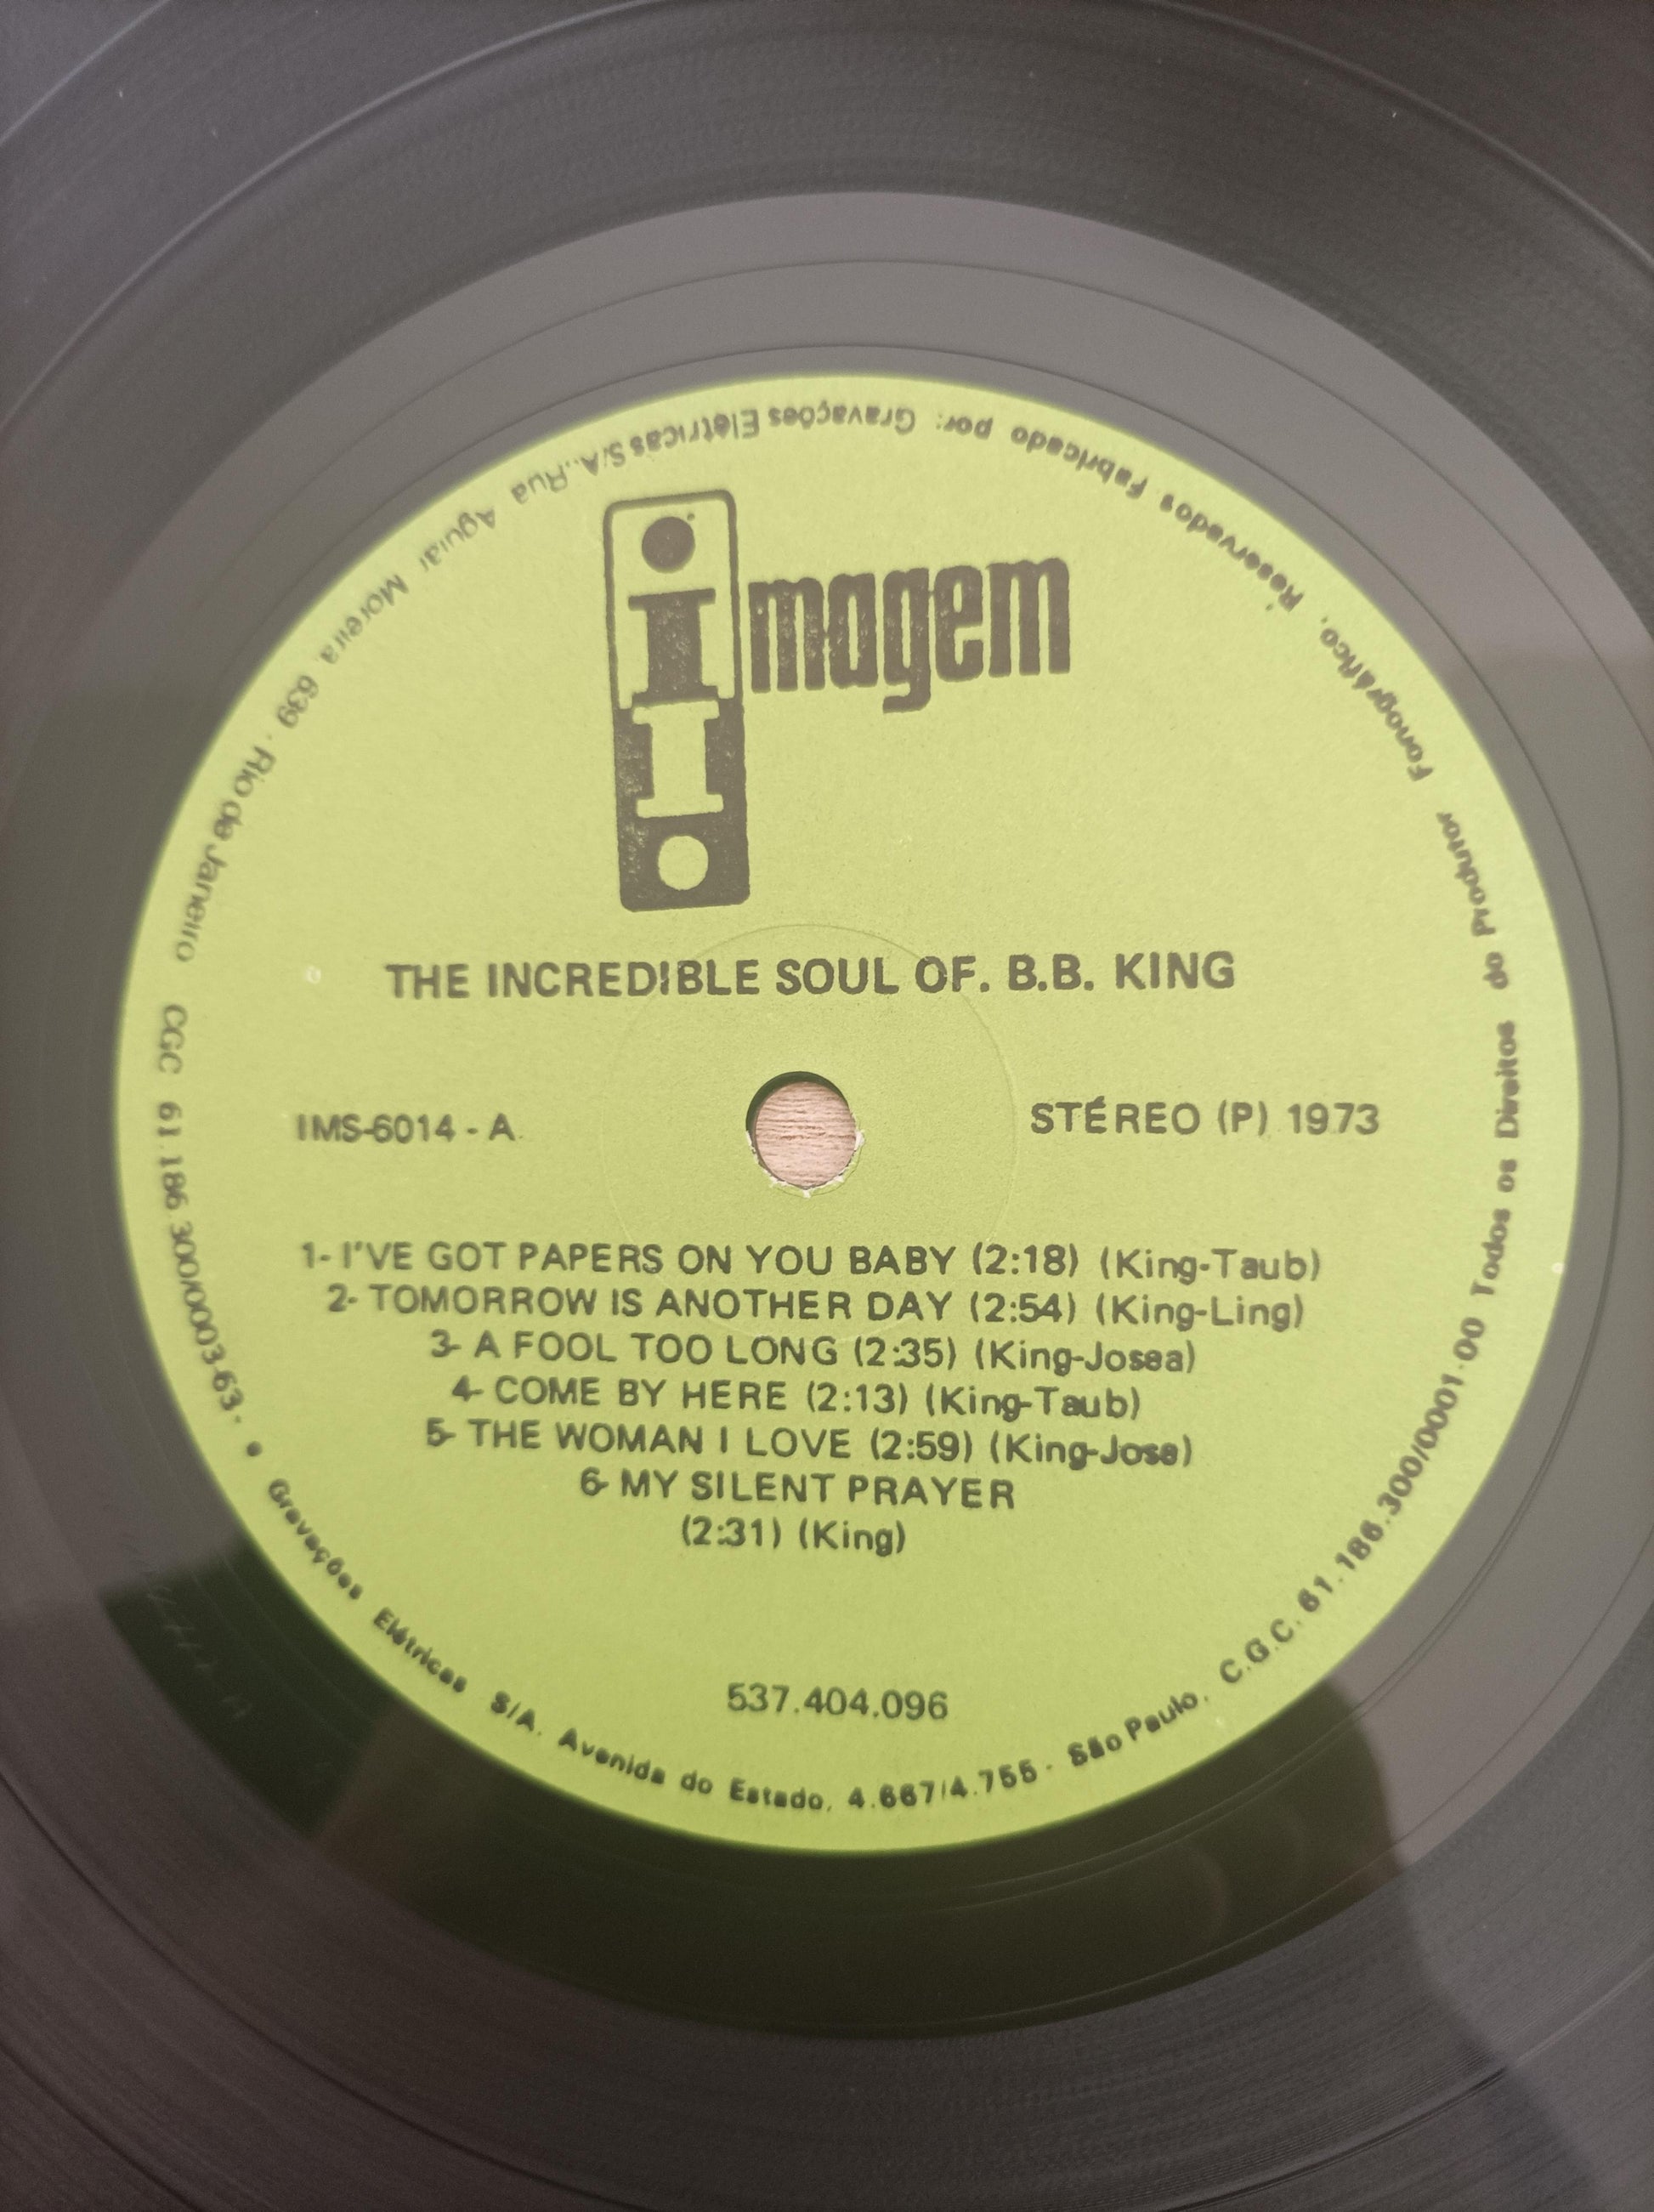 imagem
THE INCREDIBLE SOUL OF. B.B. KING
IMS-6014 - A.
STÉREO (P) 1973
1- I'VE GOT PAPERS ON YOU BABY (2:18) (King-Taub)
2- TOMORROW IS ANOTHER DAY (2:54) (King-Ling)
3- A FOOL TOO LONG (2:35) (King-Josea)
4- COME BY HERE (2:13) (King-Taub)
5- THE WOMAN I LOVE (2:59) (King-Jose)
6- MY SILENT PRAYER
(2:31) (King)
537.404.096
• Gravações Elétricas S/A. Avenida do Estado, 4.667/4.755 - São Paulo. C.G.C. 61.186.300/0001-00 Todos os Direitos do Produtor Fonográfico, Reservados Fabricado por: Gravações Elétricas S/A..Rua Aguiar Moreira 639 - Rio de Janeiro CGC 61 186 300/0003-63 -